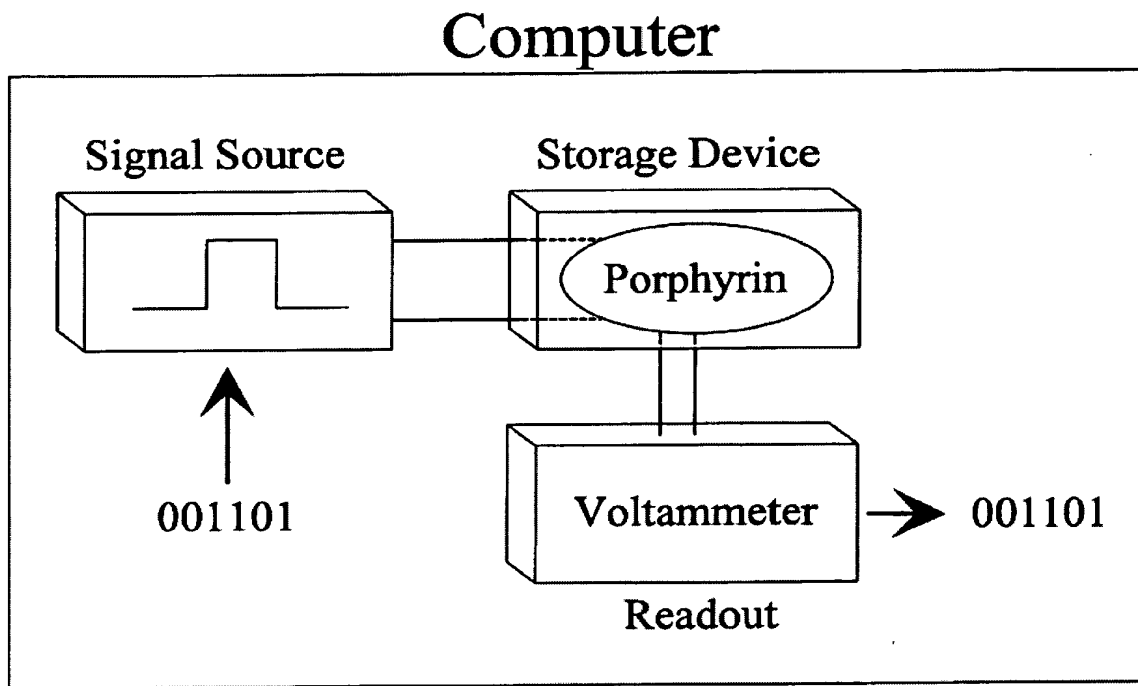 Computer
Signal Source
Storage Device
Porphyrin
001101
Voltammeter
001101
Readout